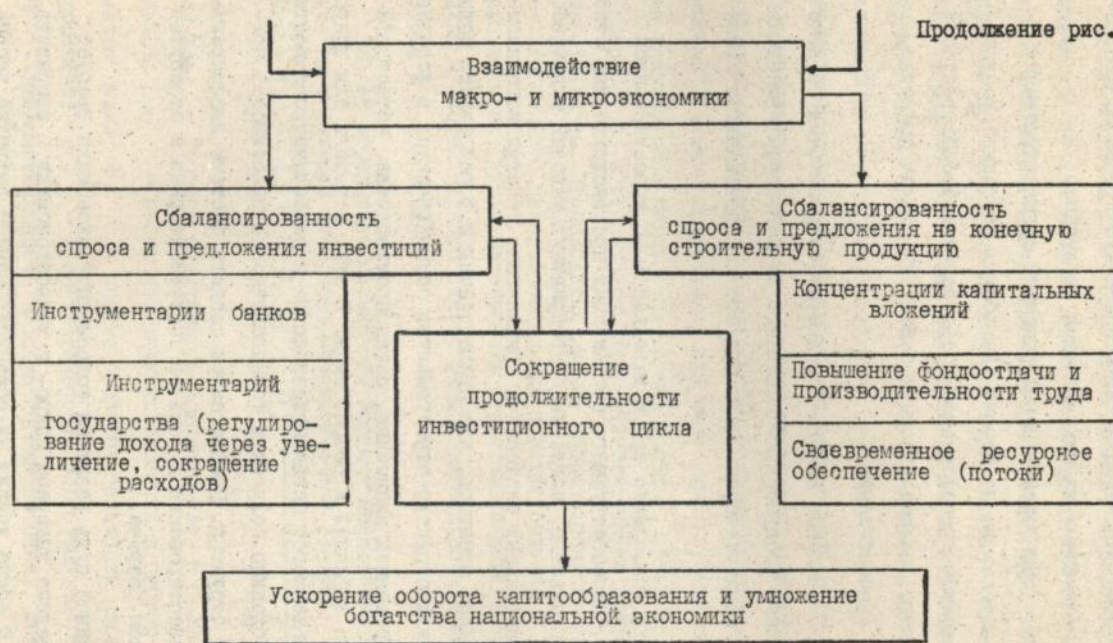 Продолжение рис.
Взаимодействие
макро- и микроэкономики
Сбалансированность
спроса и предложения инвестиций
Сбалансированность
спроса и предложения на конечную
строительную продукцию
Инструментарии банков
Инструментарий
государства (регулиро-
вание дохода через уве-
личение, сокращение
расходов)
Сокращение
продолжительности
инвестиционного цикла
Концентрации капитальных
вложений
Повышение фондоотдачи и
производительности труда
Своевременное ресурсное
обеспечение (потоки)
Ускорение оборота капитообразования и умножение
богатства национальной экономики